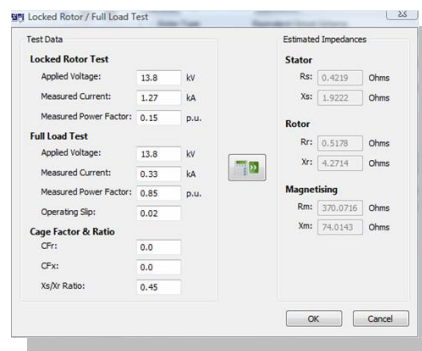 Locked Rotor / Full Load Test
Test Data
Locked Rotor Test
Applied Voltage: 13.8 kV
Measured Current: 1.27 kA
Measured Power Factor: 0.15 p.u.
Full Load Test
Applied Voltage: 13.8 kV
Measured Current: 0.33 kA
Measured Power Factor: 0.85 p.u.
Operating Slip: 0.02
Cage Factor & Ratio
CFr: 0.0
CFx: 0.0
Xs/Xr Ratio: 0.45
Estimated Impedances
Stator
Rs: 0.4219 Ohms
Xs: 1.9222 Ohms
Rotor
Rr: 0.5178 Ohms
Xr: 4.2714 Ohms
Magnetising
Rm: 370.0716 Ohms
Xm: 74.0143 Ohms
OK Cancel